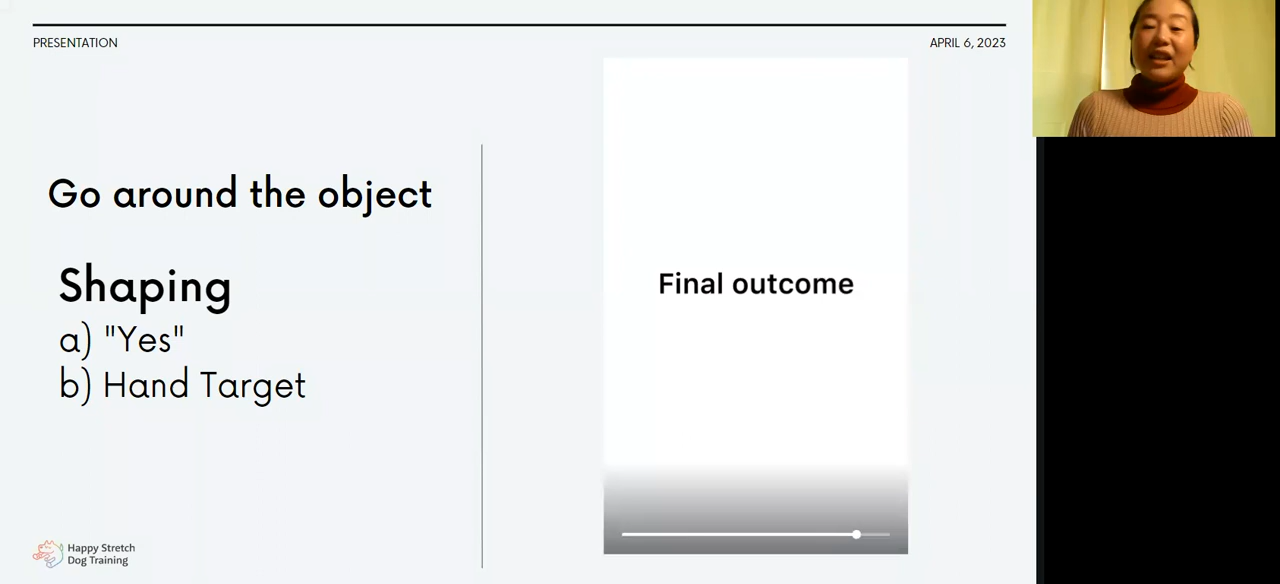 PRESENTATION
APRIL 6, 2023
Go around the object
Shaping
a) "Yes"
b) Hand Target
Final outcome
Happy Stretch
Dog Training